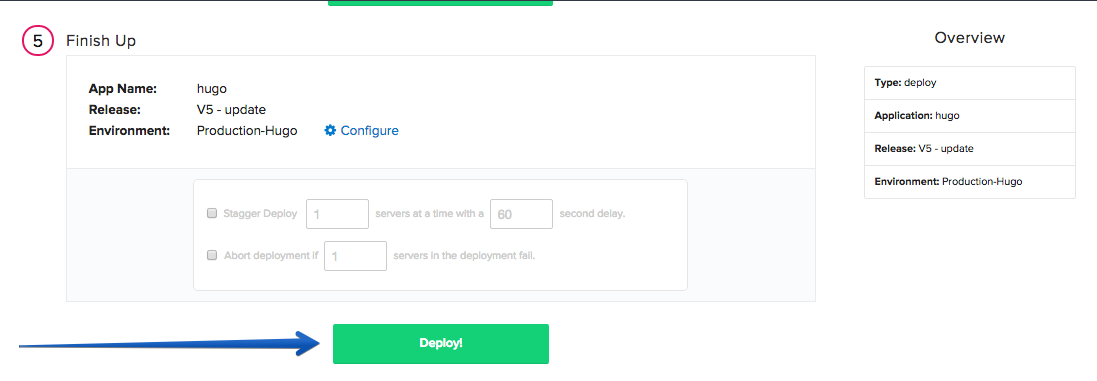 5 Finish Up
App Name: hugo
Release: V5 - update
Environment: Production-Hugo Configure
Stagger Deploy 1 servers at a time with a 60 second delay.
Abort deployment if 1 servers in the deployment fail.
Deploy!
Overview
Type: deploy
Application: hugo
Release: V5 - update
Environment: Production-Hugo